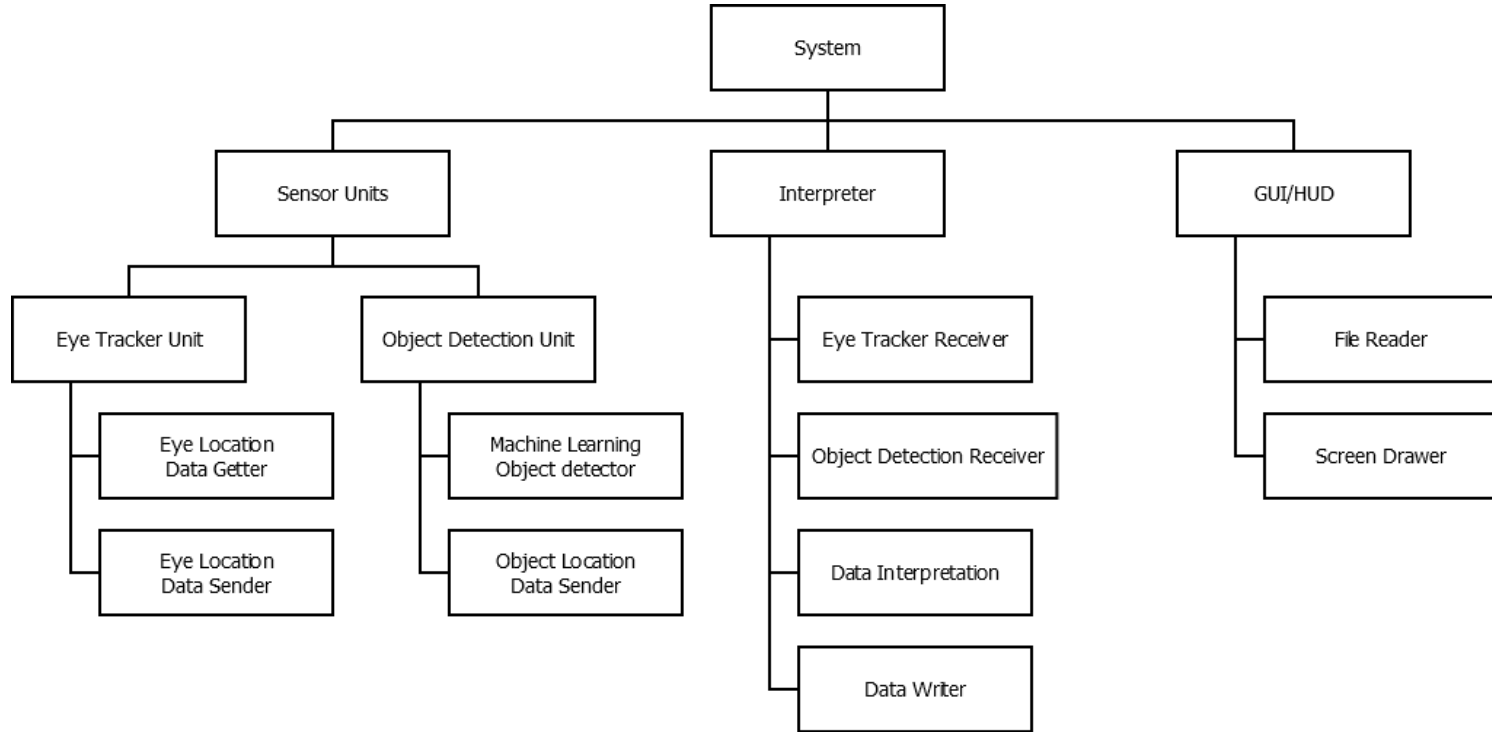 System
Sensor Units
Interpreter
GUI/HUD
Eye Tracker Unit
Object Detection Unit
Eye Tracker Receiver
File Reader
Eye Location
Data Getter
Machine Learning
Object detector
Object Detection Receiver
Screen Drawer
Eye Location
Data Sender
Object Location
Data Sender
Data Interpretation
Data Writer